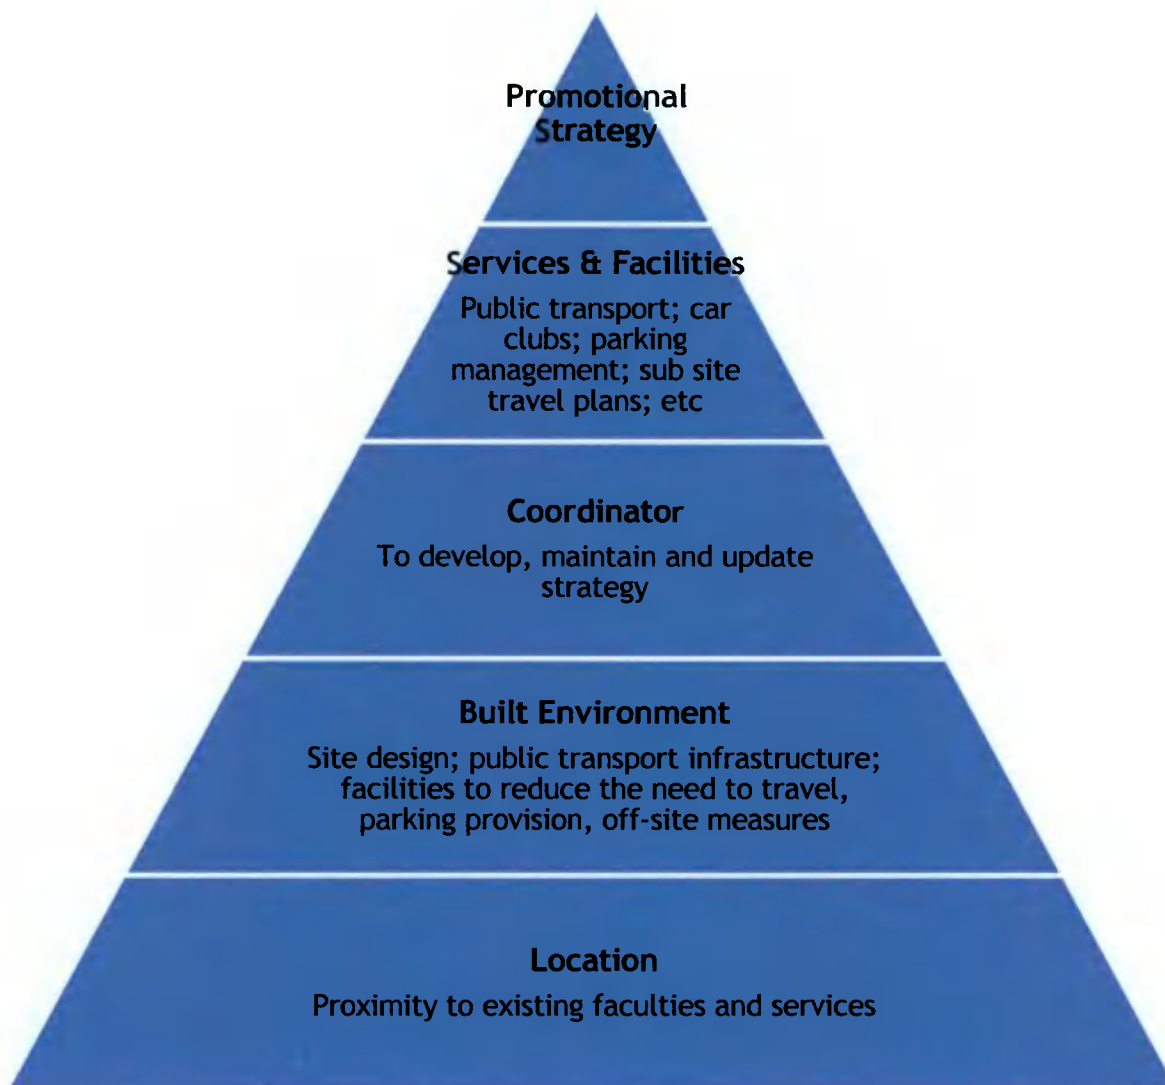 Promotional
Strategy
Services & Facilities
Public transport; car
clubs; parking
management; sub site
travel plans; etc
Coordinator
To develop, maintain and update
strategy
Built Environment
Site design; public transport infrastructure;
facilities to reduce the need to travel,
parking provision, off-site measures
Location
Proximity to existing faculties and services